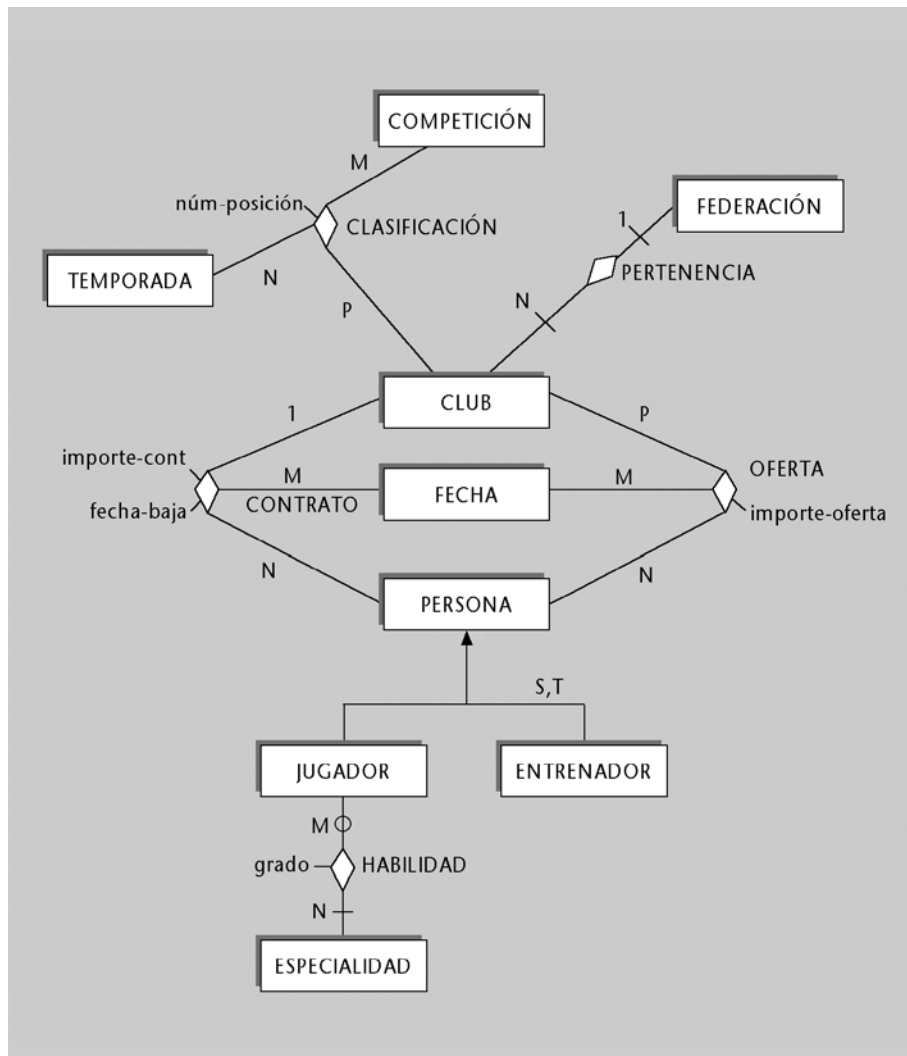 COMPETICIÓN
M
núm-posición
CLASIFICACIÓN
FEDERACIÓN
1
PERTENENCIA
TEMPORADA
N
N
P
CLUB
1
P
importe-cont
M
M
OFERTA
FECHA
CONTRATO
fecha-baja
importe-oferta
N
N
PERSONA
S,T
JUGADOR
ENTRENADOR
M
grado
HABILIDAD
N
ESPECIALIDAD